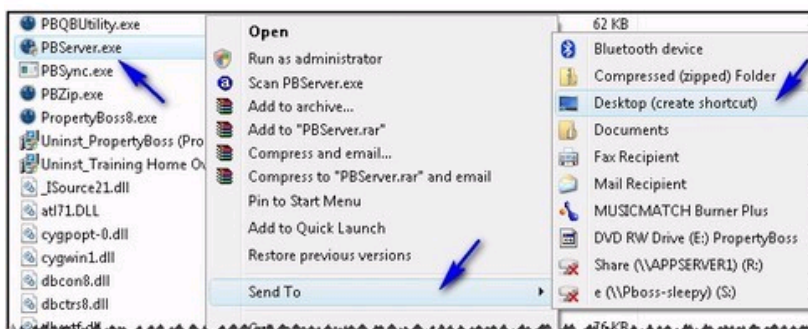 PBQBUtility.exe
PBServer.exe
PBSync.exe
PBZip.exe
PropertyBoss8.exe
Uninst_PropertyBoss (Pro
Uninst_Training Home Ov
_ISource21.dll
atl71.DLL
cygpopt-0.dll
cygwin1.dll
dbcon8.dll
dbctrs8.dll
Open
Run as administrator
Scan PBServer.exe
Add to archive...
Add to "PBServer.rar"
Compress and email...
Compress to "PBServer.rar" and email
Pin to Start Menu
Add to Quick Launch
Restore previous versions
Send To
62 KB
Bluetooth device
Compressed (zipped) Folder
Desktop (create shortcut)
Documents
Fax Recipient
Mail Recipient
MUSICMATCH Burner Plus
DVD RW Drive (E:) PropertyBoss
Share (\\APPSERVER1) (R:)
e (\\Pboss-sleepy) (S:)
76 KB